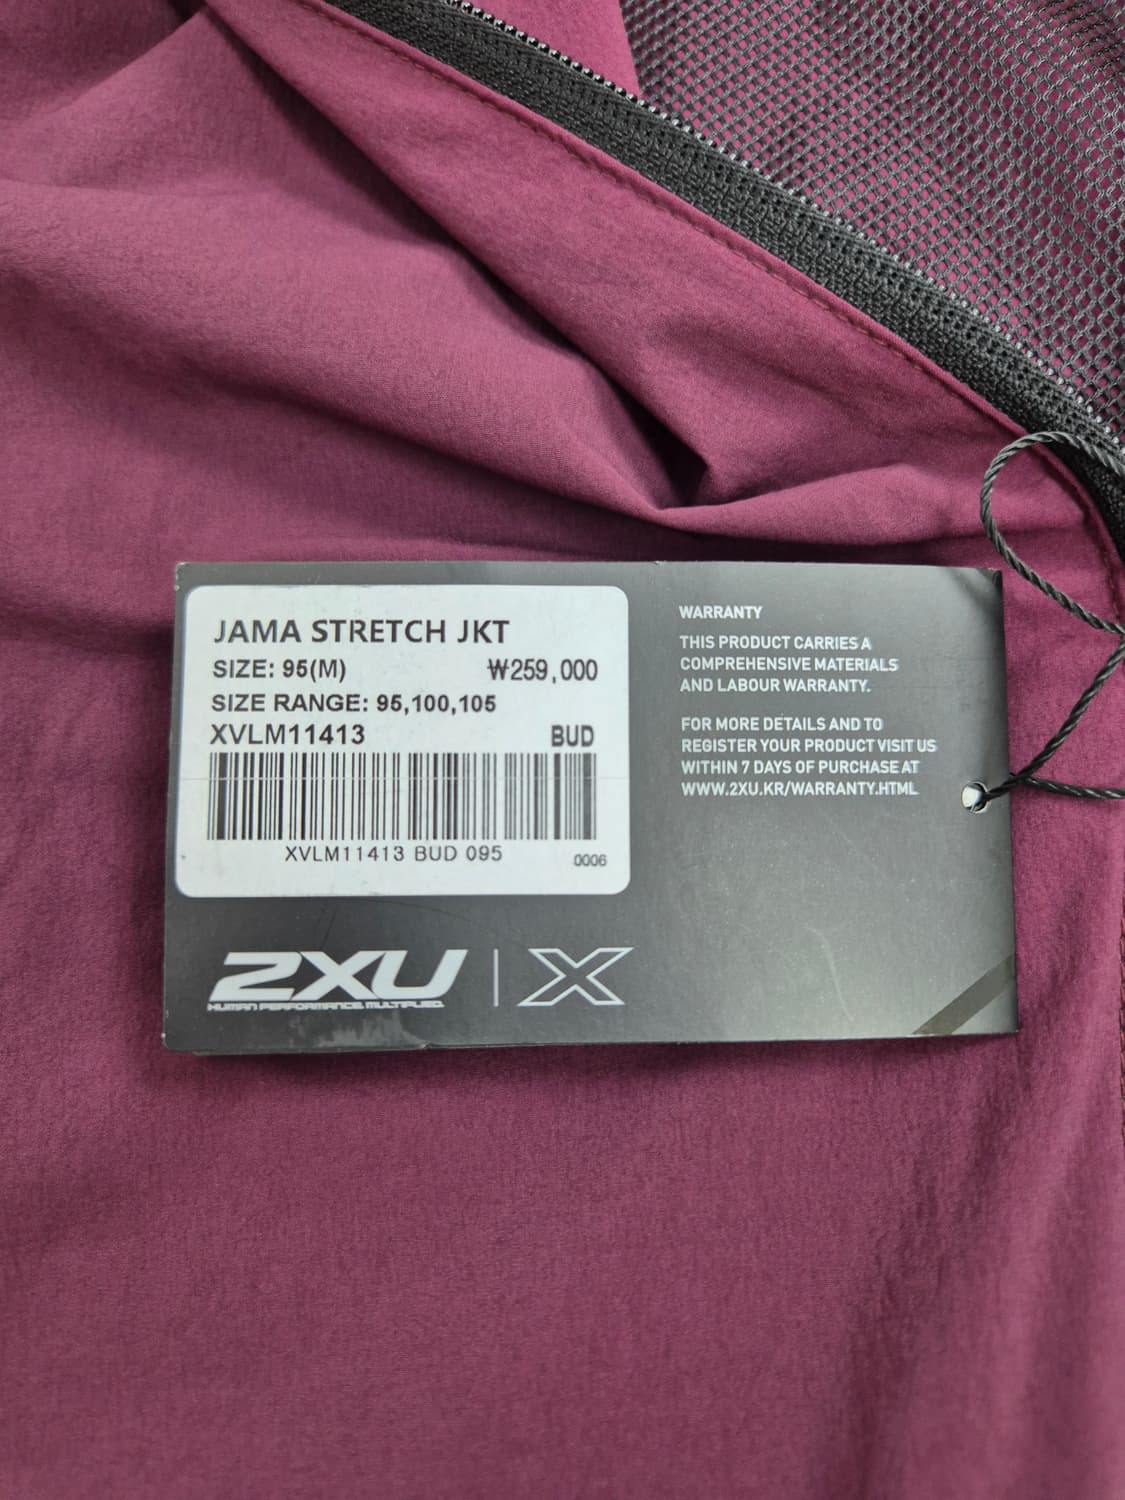 JAMA STRETCH JKT
SIZE: 95(M) ₩259,000
SIZE RANGE: 95,100,105
XVLM11413 BUD
XVLM11413 BUD 095
0006
WARRANTY
THIS PRODUCT CARRIES A
COMPREHENSIVE MATERIALS
AND LABOUR WARRANTY.
FOR MORE DETAILS AND TO
REGISTER YOUR PRODUCT VISIT US
WITHIN 7 DAYS OF PURCHASE AT
WWW.2XU.KR/WARRANTY.HTML
2XU X
HUMAN PERFORMANCE MULTIPLIED.